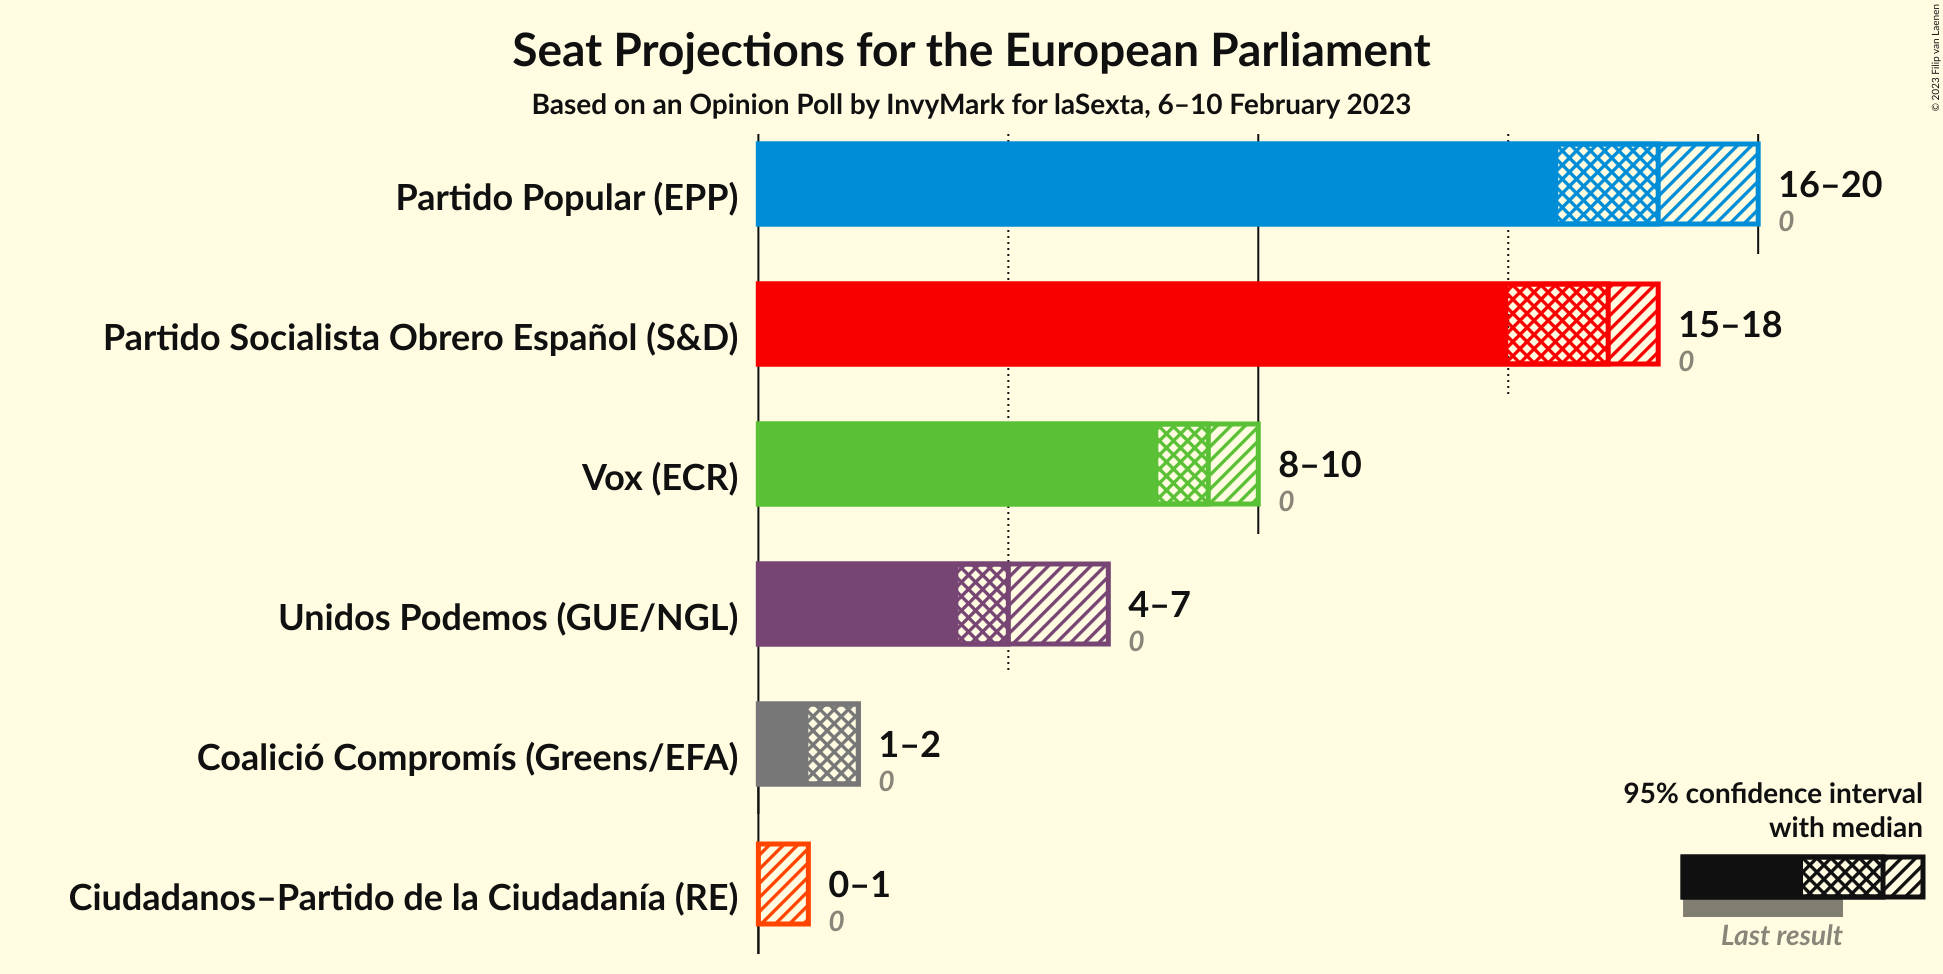 Seat Projections for the European Parliament
Based on an Opinion Poll by InvyMark for laSexta, 6–10 February 2023
© 2023 Filip van Laenen
Partido Popular (EPP)
16–20
0
Partido Socialista Obrero Español (S&D)
15–18
0
Vox (ECR)
8–10
0
Unidos Podemos (GUE/NGL)
4–7
0
Coalició Compromís (Greens/EFA)
1–2
0
Ciudadanos–Partido de la Ciudadanía (RE)
0–1
0
95% confidence interval
with median
Last result